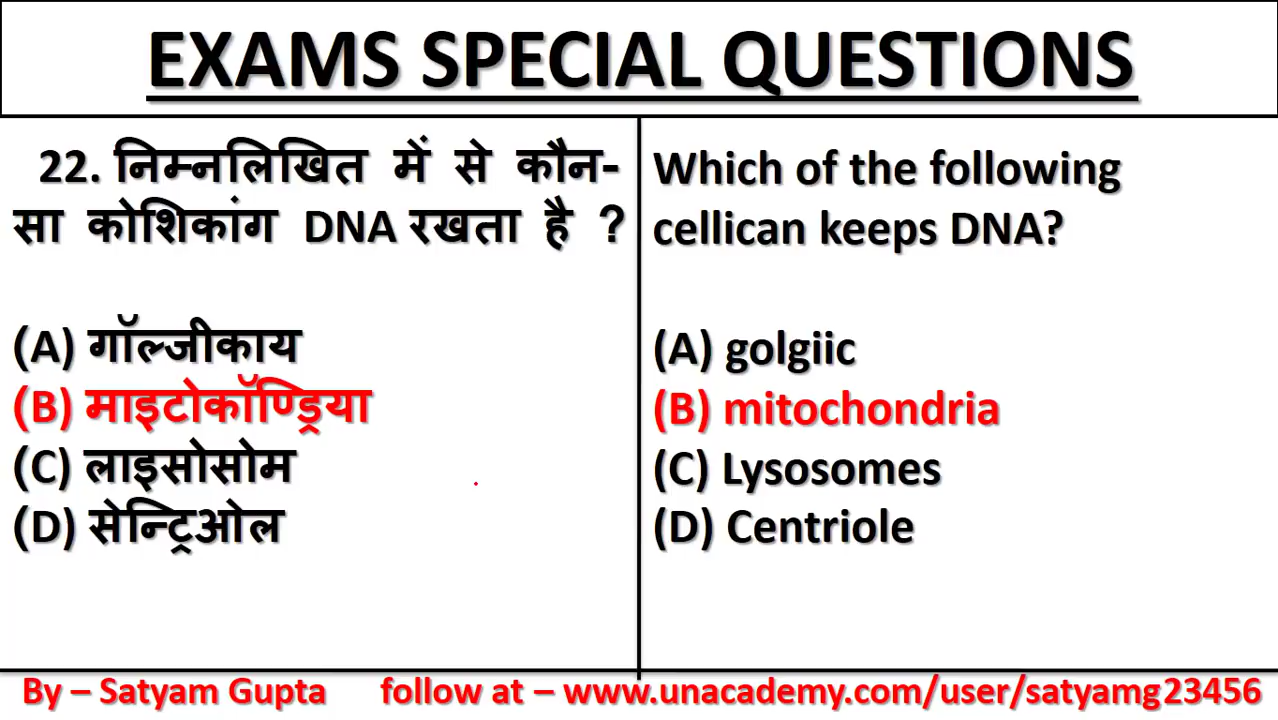 EXAMS SPECIAL QUESTIONS
22. निम्नलिखित में से कौन-
सा कोशिकांग DNA रखता है ?
(A) गॉल्जीकाय
(B) माइटोकॉण्ड्रिया
(C) लाइसोसोम
(D) सेन्ट्रिओल
Which of the following
cellican keeps DNA?
(A) golgiic
(B) mitochondria
(C) Lysosomes
(D) Centriole
By – Satyam Gupta follow at – www.unacademy.com/user/satyamg23456